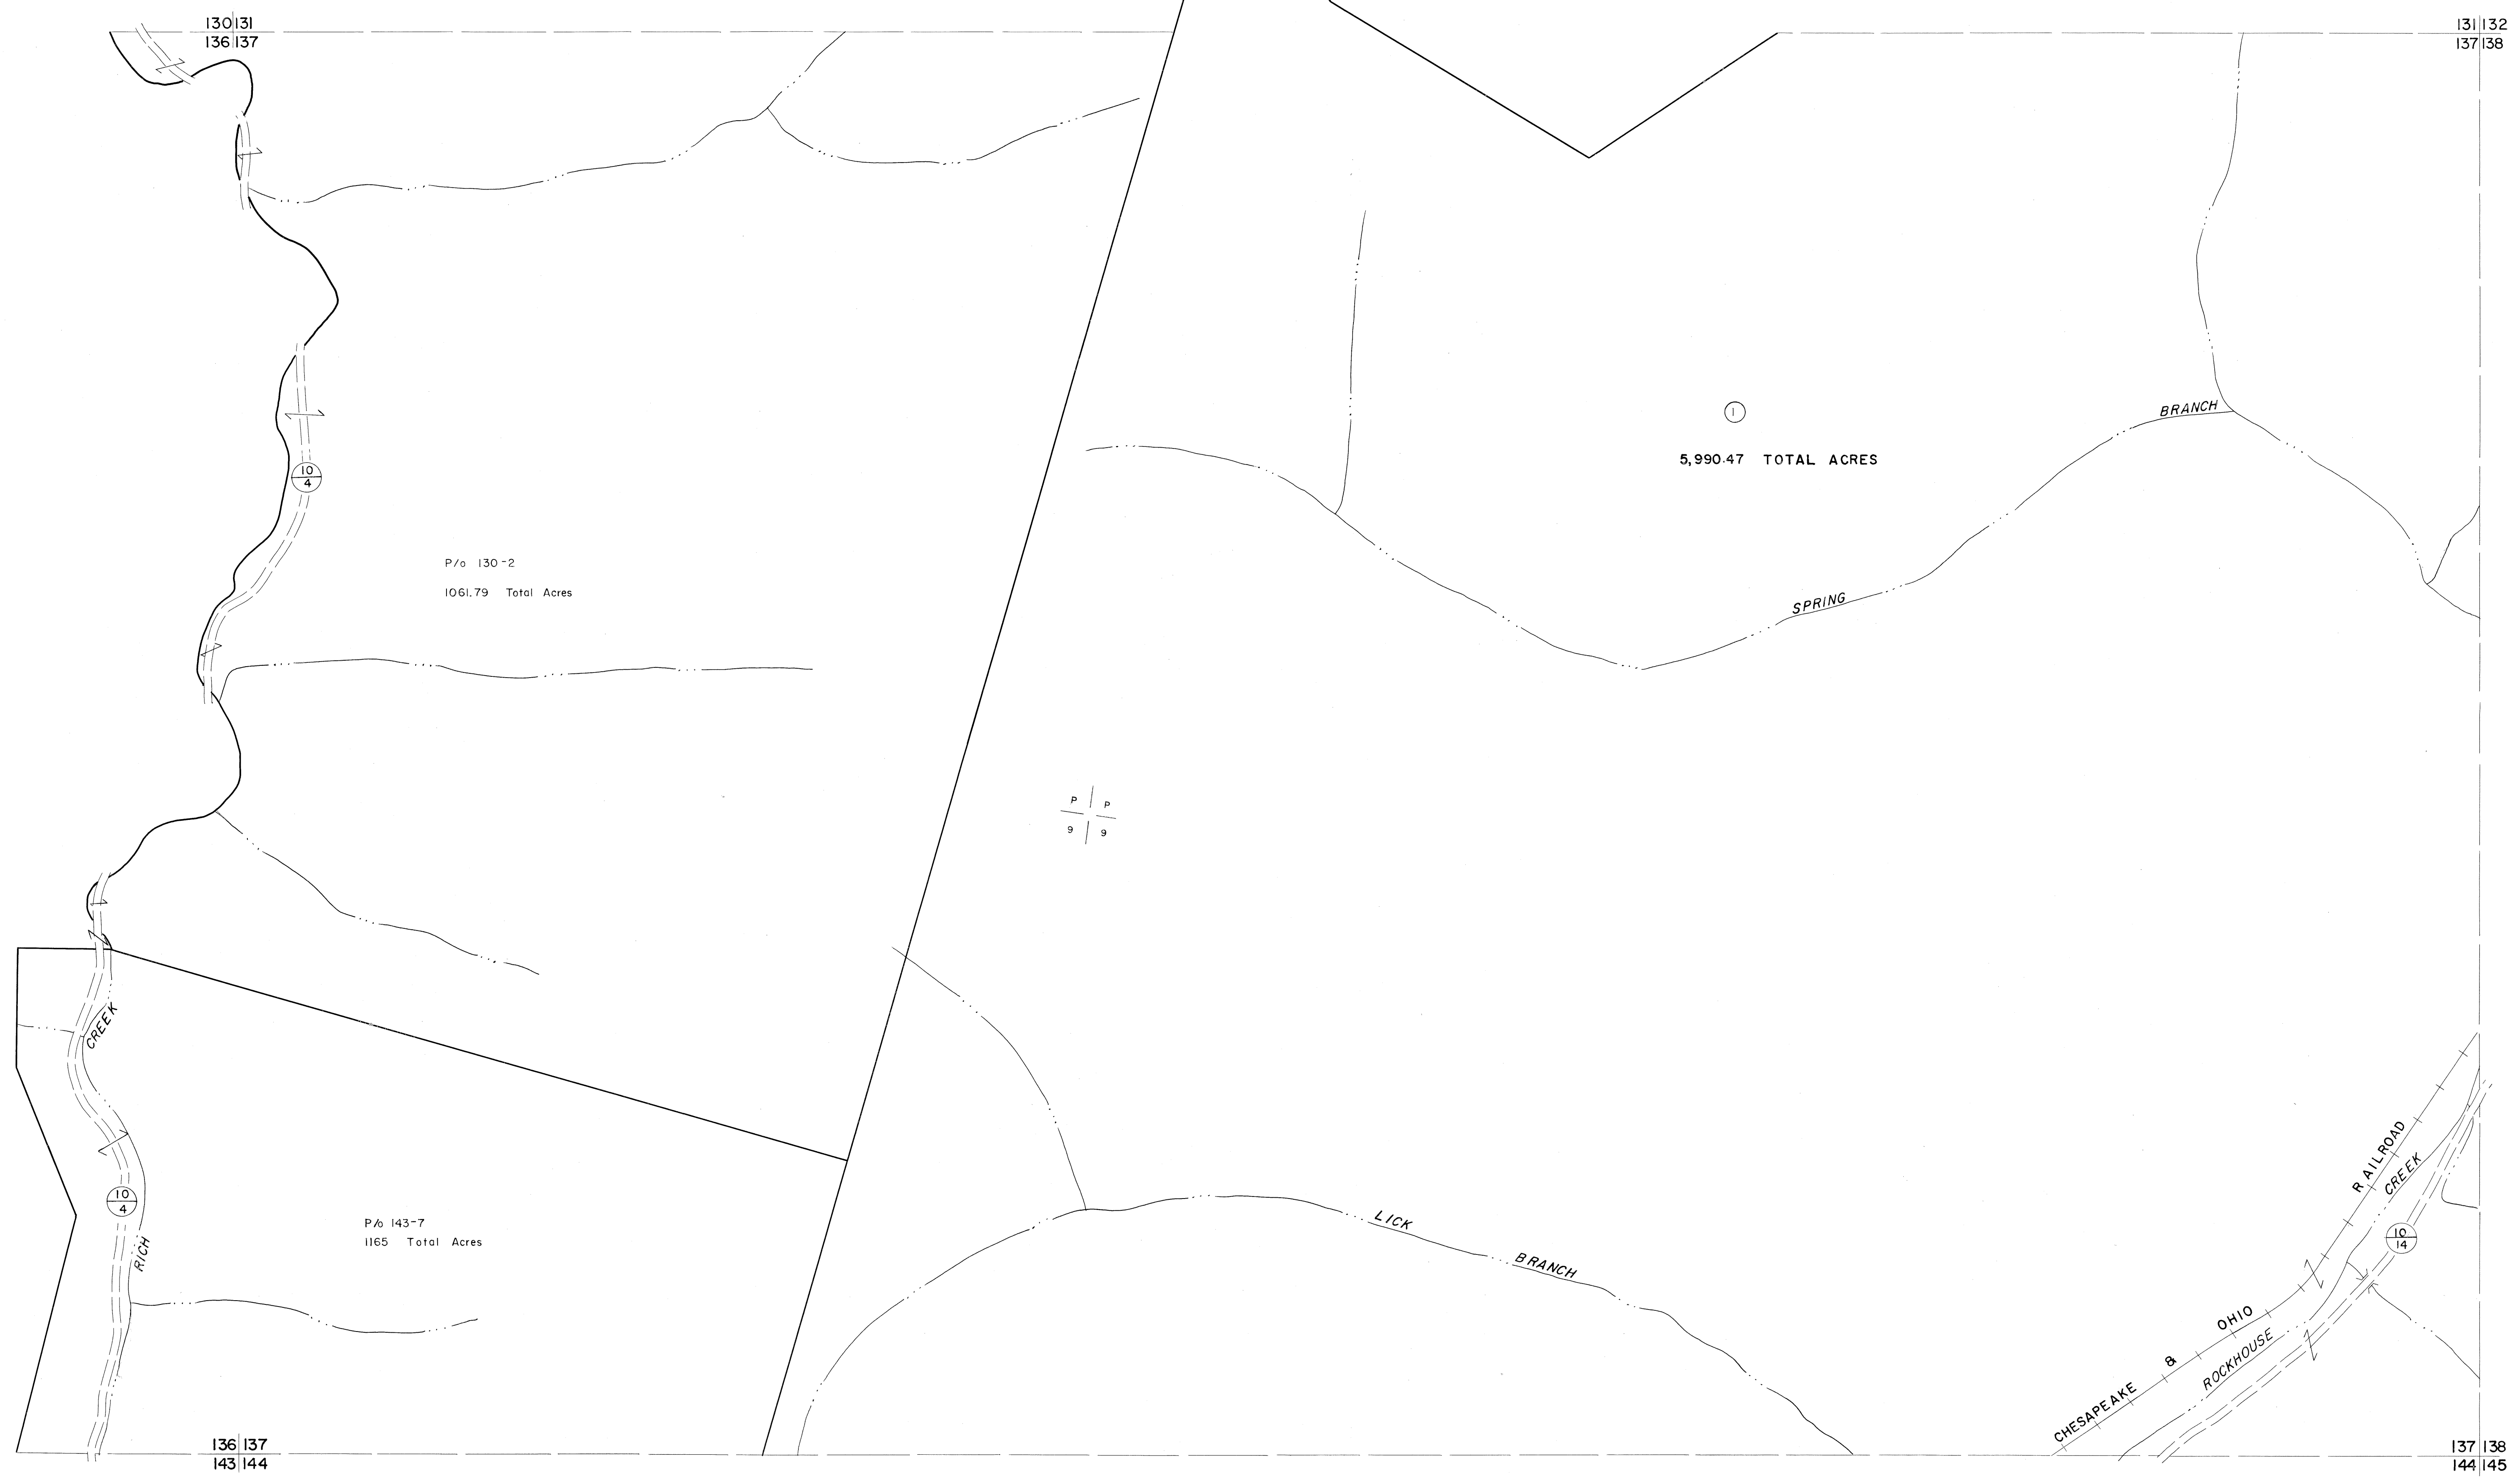 130 131
136 137
131 132
137 138
1
5,990.47 TOTAL ACRES
BRANCH
SPRING
10
4
P/o 130-2
1061.79 Total Acres
P P
9 9
CREEK
RICH
10
4
P/o 143-7
1165 Total Acres
LICK
BRANCH
RAILROAD
CREEK
10
14
OHIO
&
CHESAPEAKE
ROCKHOUSE
136 137
143 144
137 138
144 145